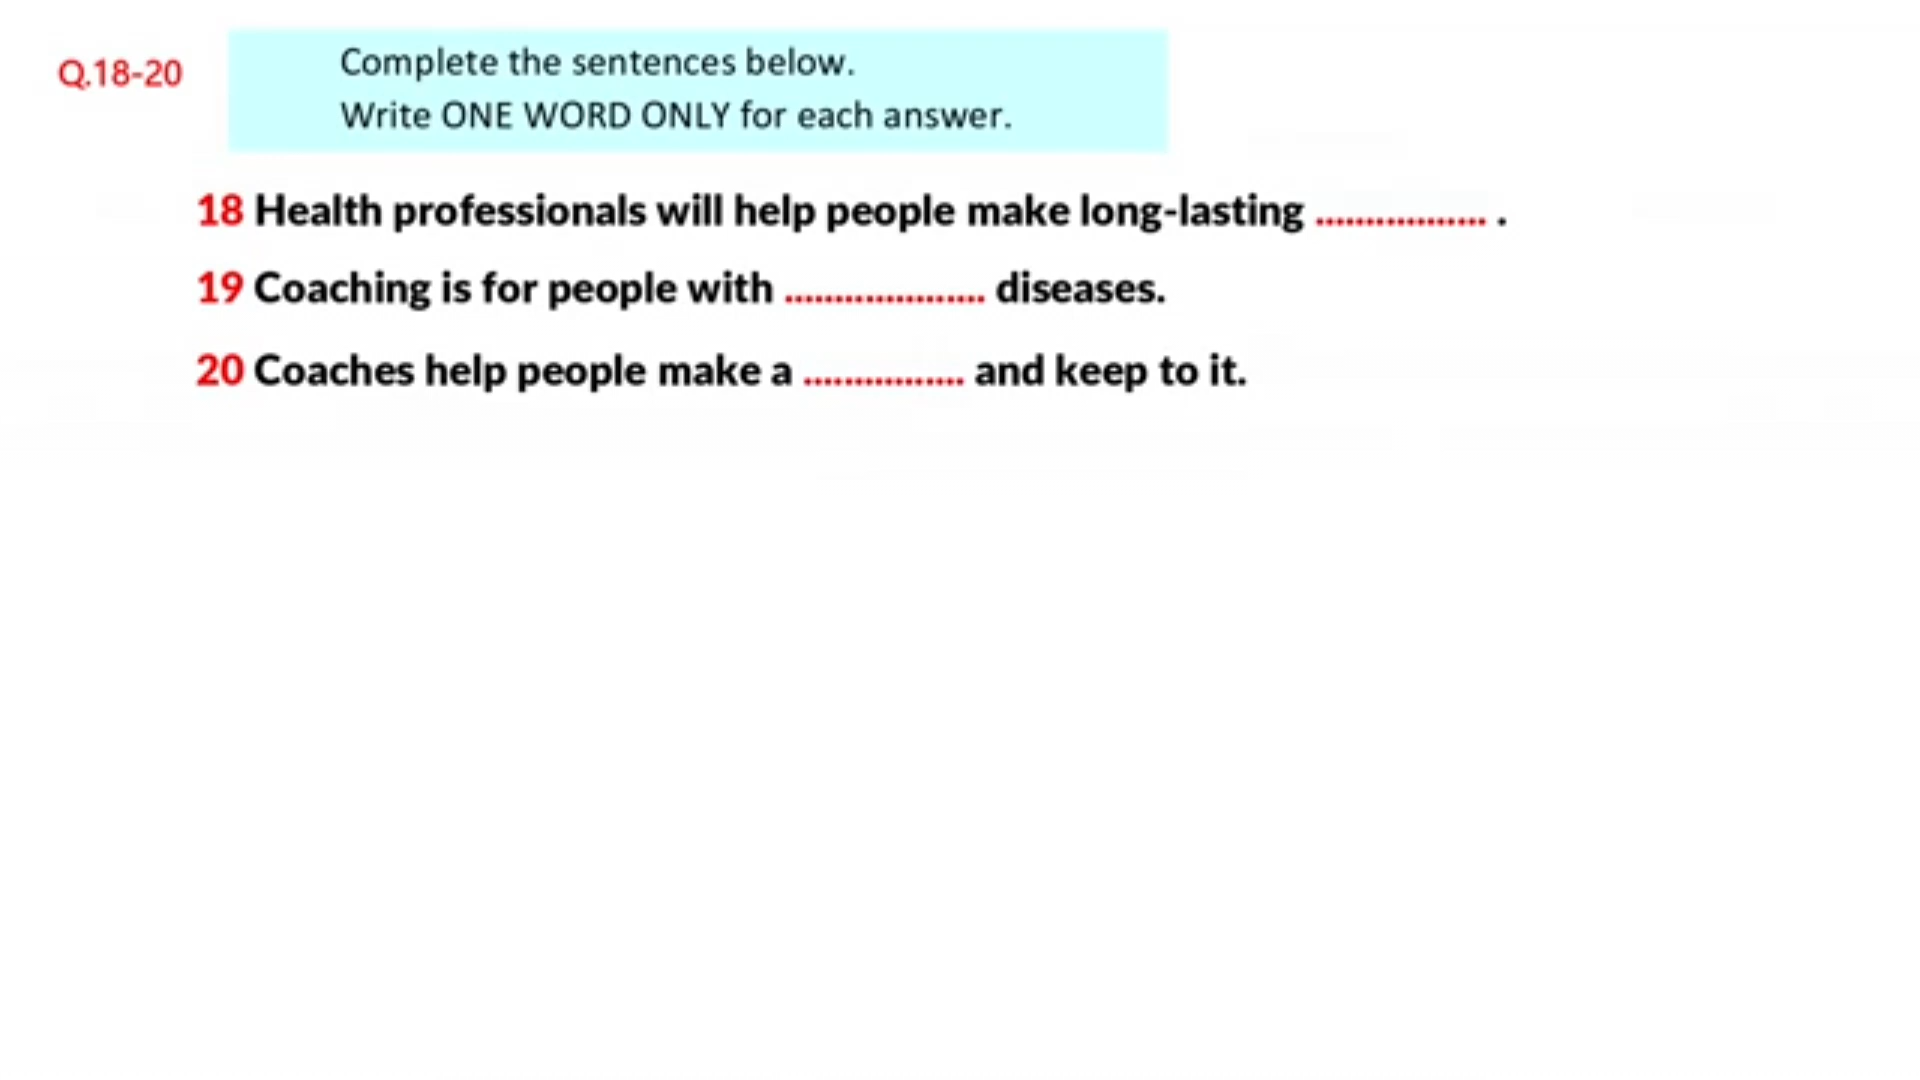 Q.18-20
Complete the sentences below.
Write ONE WORD ONLY for each answer.
18 Health professionals will help people make long-lasting ................. .
19 Coaching is for people with .................... diseases.
20 Coaches help people make a ................ and keep to it.